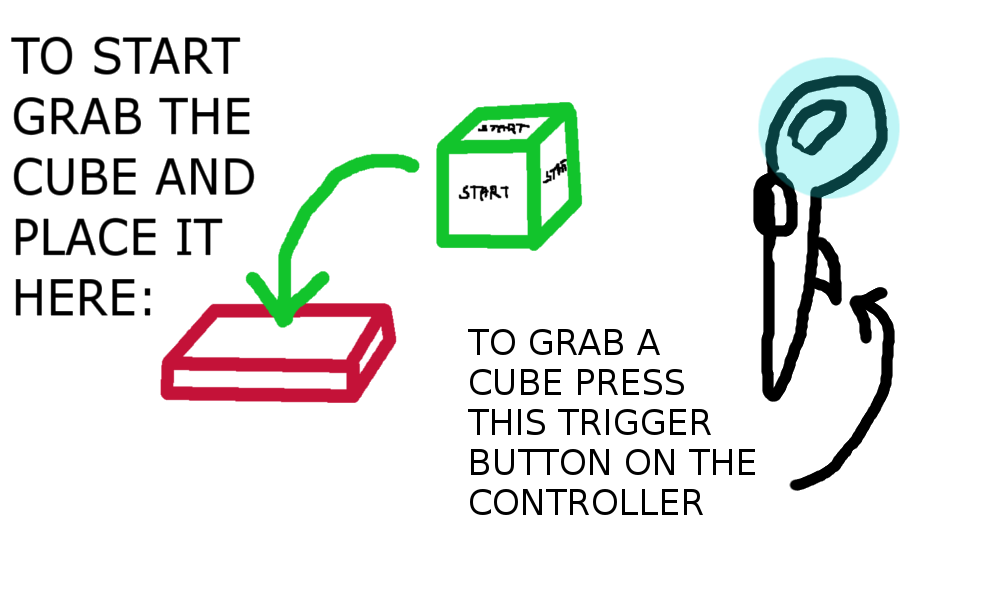 TO START
GRAB THE
CUBE AND
PLACE IT
HERE:
START
START
TO GRAB A
CUBE PRESS
THIS TRIGGER
BUTTON ON THE
CONTROLLER